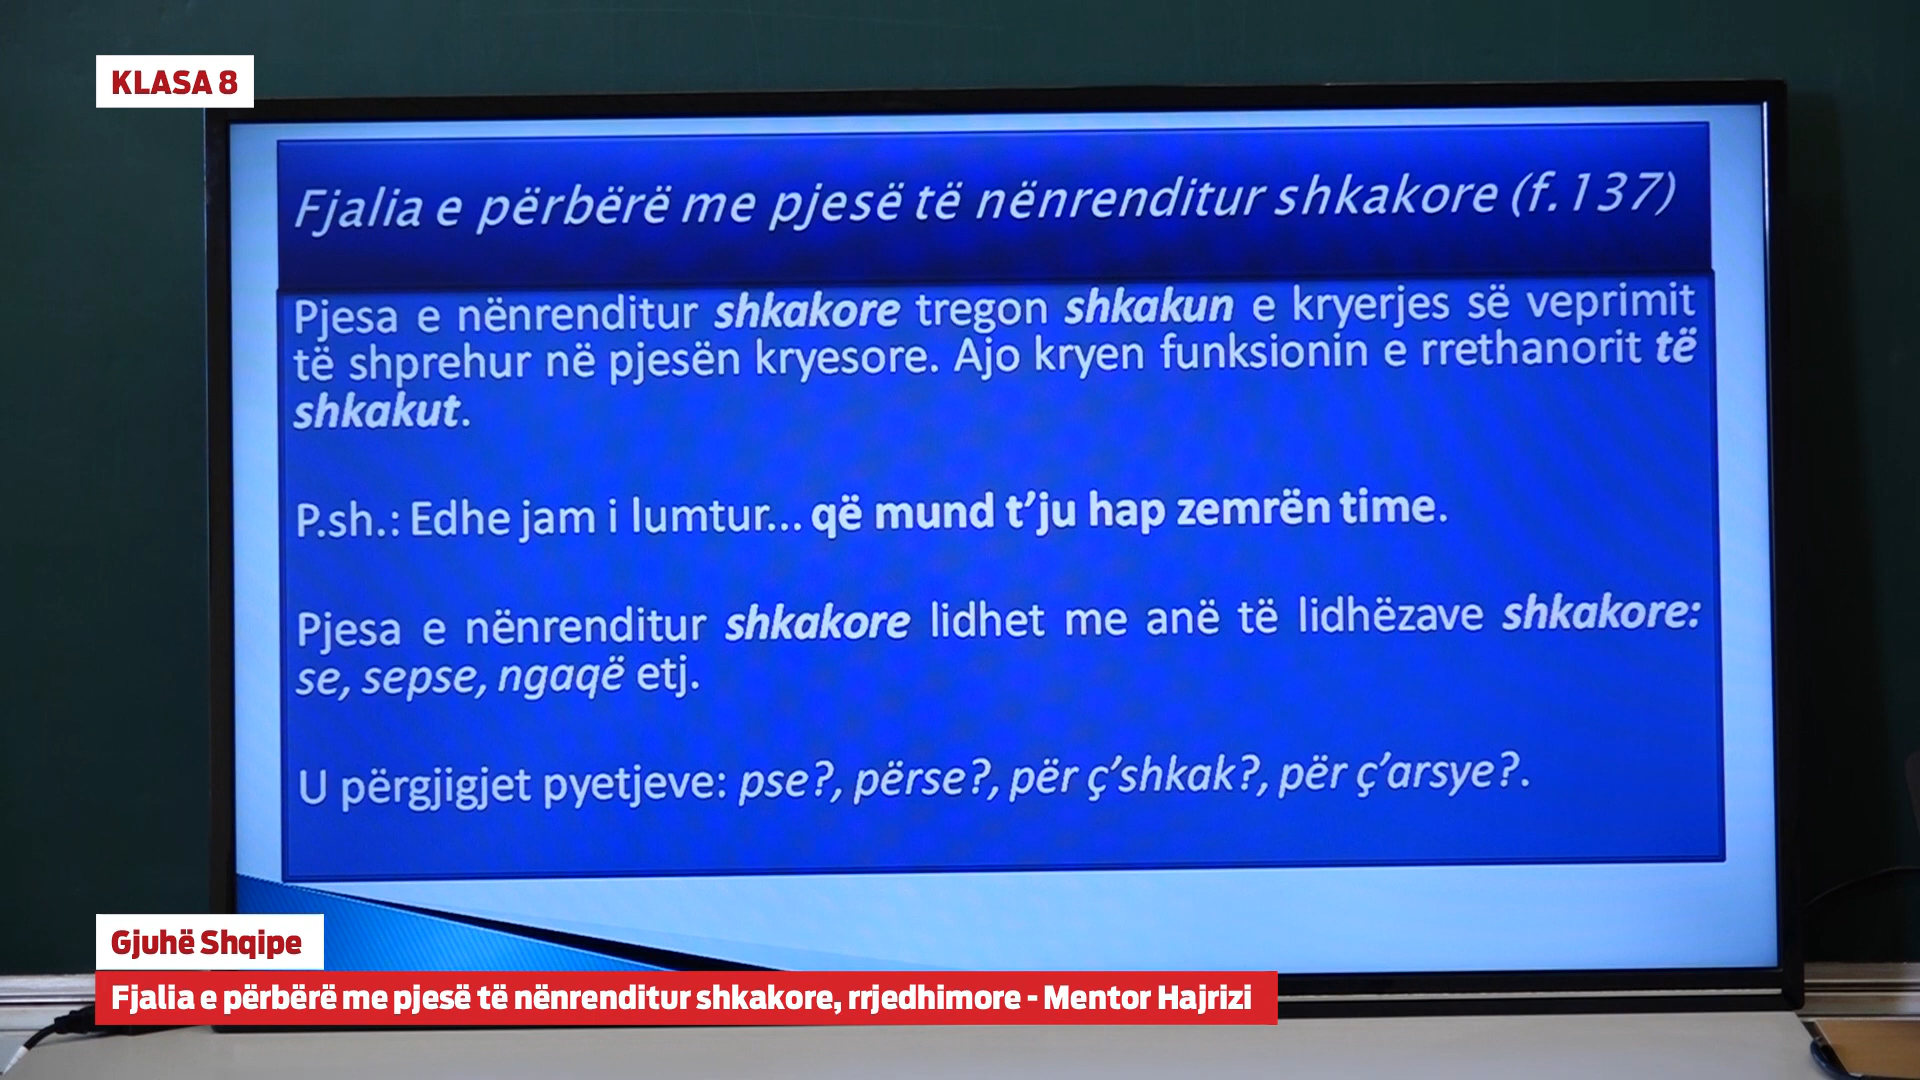 KLASA 8
Fjalia e përbërë me pjesë të nënrenditur shkakore (f.137)
Pjesa e nënrenditur shkakore tregon shkakun e kryerjes së veprimit
të shprehur në pjesën kryesore. Ajo kryen funksionin e rrethanorit të
shkakut.
P.sh.: Edhe jam i lumtur... që mund t’ju hap zemrën time.
Pjesa e nënrenditur shkakore lidhet me anë të lidhëzave shkakore:
se, sepse, ngaqë etj.
U përgjigjet pyetjeve: pse?, përse?, për ç’shkak?, për ç’arsye?.
Gjuhë Shqipe
Fjalia e përbërë me pjesë të nënrenditur shkakore, rrjedhimore - Mentor Hajrizi